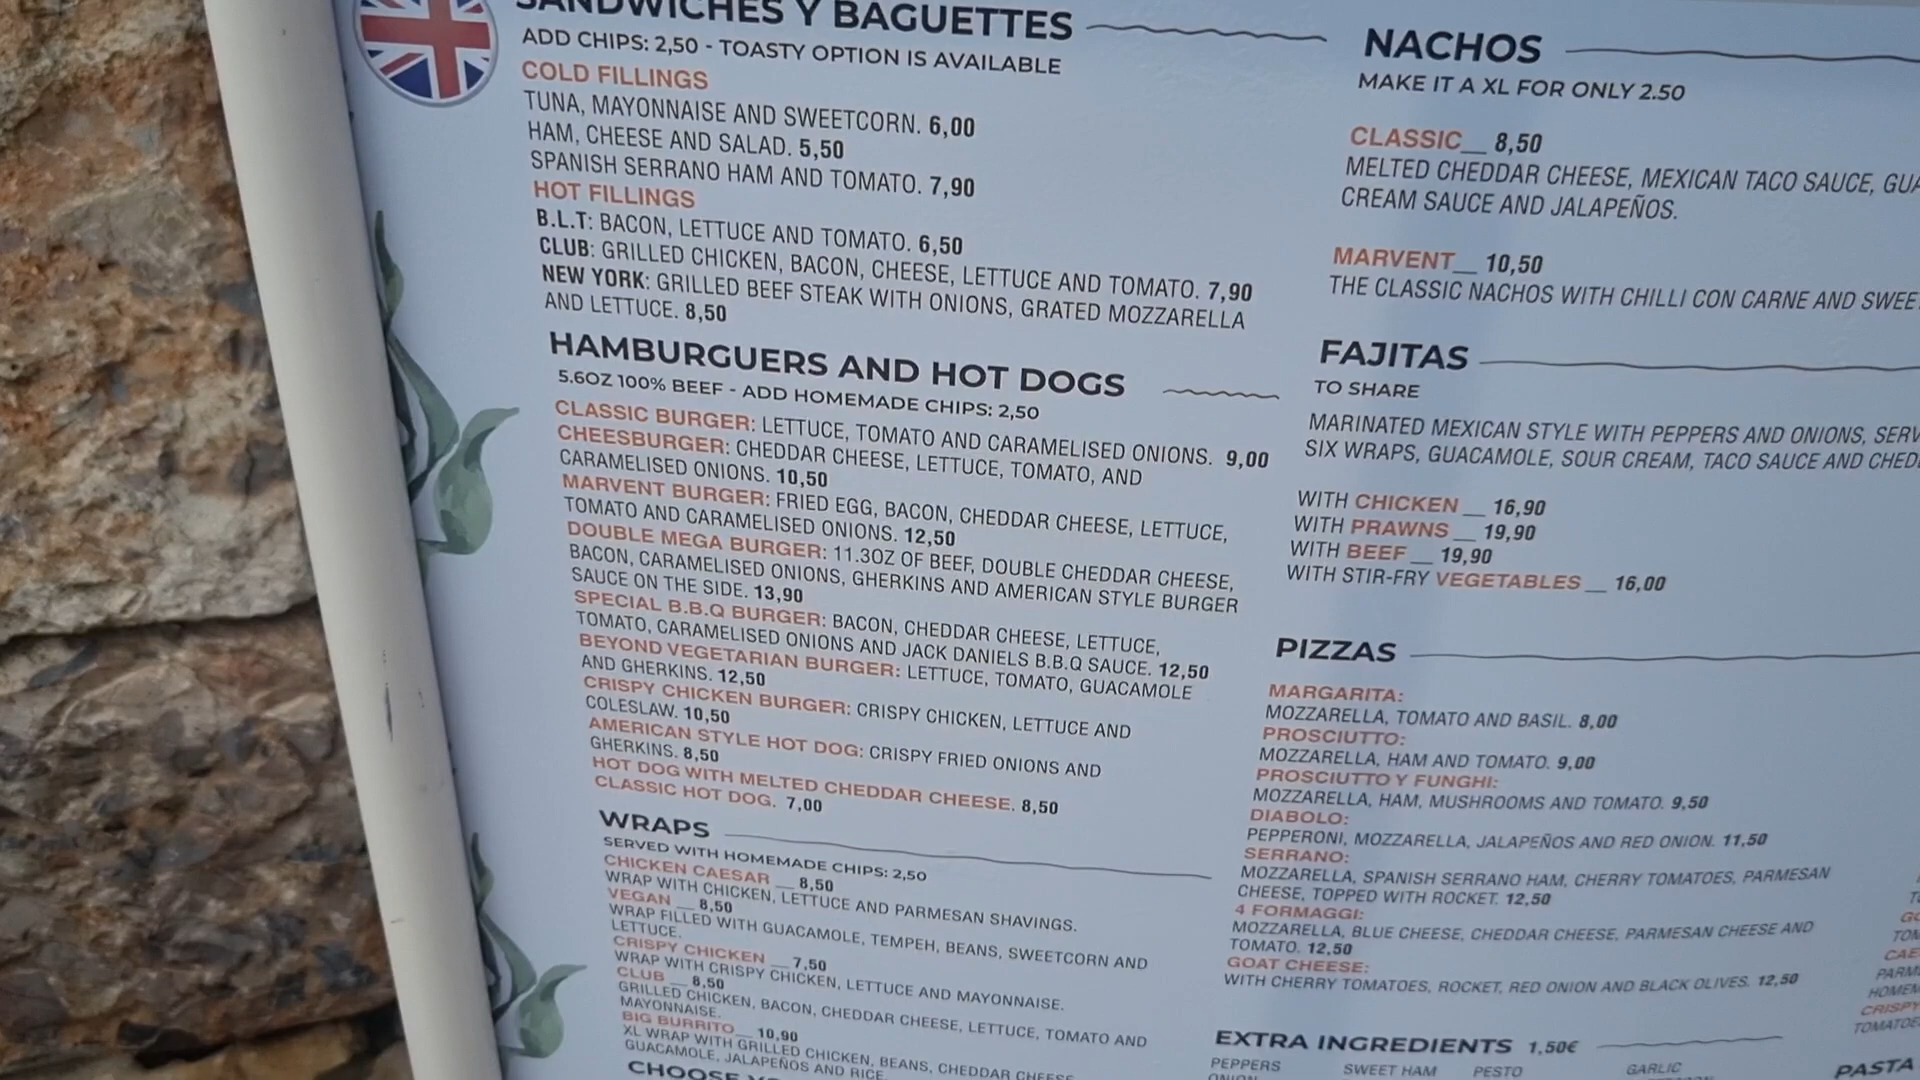 SANDWICHES Y BAGUETTES
ADD CHIPS: 2,50 - TOASTY OPTION IS AVAILABLE
COLD FILLINGS
TUNA, MAYONNAISE AND SWEETCORN. 6,00
HAM, CHEESE AND SALAD. 5,50
SPANISH SERRANO HAM AND TOMATO. 7,90
HOT FILLINGS
B.L.T: BACON, LETTUCE AND TOMATO. 6,50
CLUB: GRILLED CHICKEN, BACON, CHEESE, LETTUCE AND TOMATO. 7,90
NEW YORK: GRILLED BEEF STEAK WITH ONIONS, GRATED MOZZARELLA
AND LETTUCE. 8,50
HAMBURGUERS AND HOT DOGS
5.6OZ 100% BEEF - ADD HOMEMADE CHIPS: 2,50
CLASSIC BURGER: LETTUCE, TOMATO AND CARAMELISED ONIONS. 9,00
CHEESBURGER: CHEDDAR CHEESE, LETTUCE, TOMATO, AND
CARAMELISED ONIONS. 10,50
MARVENT BURGER: FRIED EGG, BACON, CHEDDAR CHEESE, LETTUCE,
TOMATO AND CARAMELISED ONIONS. 12,50
DOUBLE MEGA BURGER: 11.3OZ OF BEEF, DOUBLE CHEDDAR CHEESE,
BACON, CARAMELISED ONIONS, GHERKINS AND AMERICAN STYLE BURGER
SAUCE ON THE SIDE. 13,90
SPECIAL B.B.Q BURGER: BACON, CHEDDAR CHEESE, LETTUCE,
TOMATO, CARAMELISED ONIONS AND JACK DANIELS B.B.Q SAUCE. 12,50
BEYOND VEGETARIAN BURGER: LETTUCE, TOMATO, GUACAMOLE
AND GHERKINS. 12,50
CRISPY CHICKEN BURGER: CRISPY CHICKEN, LETTUCE AND
COLESLAW. 10,50
AMERICAN STYLE HOT DOG: CRISPY FRIED ONIONS AND
GHERKINS. 8,50
HOT DOG WITH MELTED CHEDDAR CHEESE. 8,50
CLASSIC HOT DOG. 7,00
WRAPS
SERVED WITH HOMEMADE CHIPS: 2,50
CHICKEN CAESAR __ 8,50
WRAP WITH CHICKEN, LETTUCE AND PARMESAN SHAVINGS.
VEGAN __ 8,50
WRAP FILLED WITH GUACAMOLE, TEMPEH, BEANS, SWEETCORN AND
LETTUCE.
CRISPY CHICKEN __ 7,50
WRAP WITH CRISPY CHICKEN, LETTUCE AND MAYONNAISE.
CLUB __ 8,50
GRILLED CHICKEN, BACON, CHEDDAR CHEESE, LETTUCE, TOMATO AND
MAYONNAISE.
BIG BURRITO __ 10,90
XL WRAP WITH GRILLED CHICKEN, BEANS, CHEDDAR CHEESE,
GUACAMOLE, JALAPEÑOS AND RICE
CHOOSE
NACHOS
MAKE IT A XL FOR ONLY 2.50
CLASSIC__ 8,50
MELTED CHEDDAR CHEESE, MEXICAN TACO SAUCE, GUA
CREAM SAUCE AND JALAPEÑOS.
MARVENT__ 10,50
THE CLASSIC NACHOS WITH CHILLI CON CARNE AND SWEE
FAJITAS
TO SHARE
MARINATED MEXICAN STYLE WITH PEPPERS AND ONIONS, SERV
SIX WRAPS, GUACAMOLE, SOUR CREAM, TACO SAUCE AND CHED
WITH CHICKEN __ 16,90
WITH PRAWNS __ 19,90
WITH BEEF __ 19,90
WITH STIR-FRY VEGETABLES __ 16,00
PIZZAS
MARGARITA:
MOZZARELLA, TOMATO AND BASIL. 8,00
PROSCIUTTO:
MOZZARELLA, HAM AND TOMATO. 9,00
PROSCIUTTO Y FUNGHI:
MOZZARELLA, HAM, MUSHROOMS AND TOMATO. 9,50
DIABOLO:
PEPPERONI, MOZZARELLA, JALAPEÑOS AND RED ONION. 11,50
SERRANO:
MOZZARELLA, SPANISH SERRANO HAM, CHERRY TOMATOES, PARMESAN
CHEESE, TOPPED WITH ROCKET. 12,50
4 FORMAGGI:
MOZZARELLA, BLUE CHEESE, CHEDDAR CHEESE, PARMESAN CHEESE AND
TOMATO. 12,50
GOAT CHEESE:
WITH CHERRY TOMATOES, ROCKET, RED ONION AND BLACK OLIVES. 12,50
EXTRA INGREDIENTS 1,50€
PEPPERS SWEET HAM PESTO GARLIC
ONION
GO
TOM
CAE
PARM
HOMEM
CRISPY
TOMATOE
PASTA